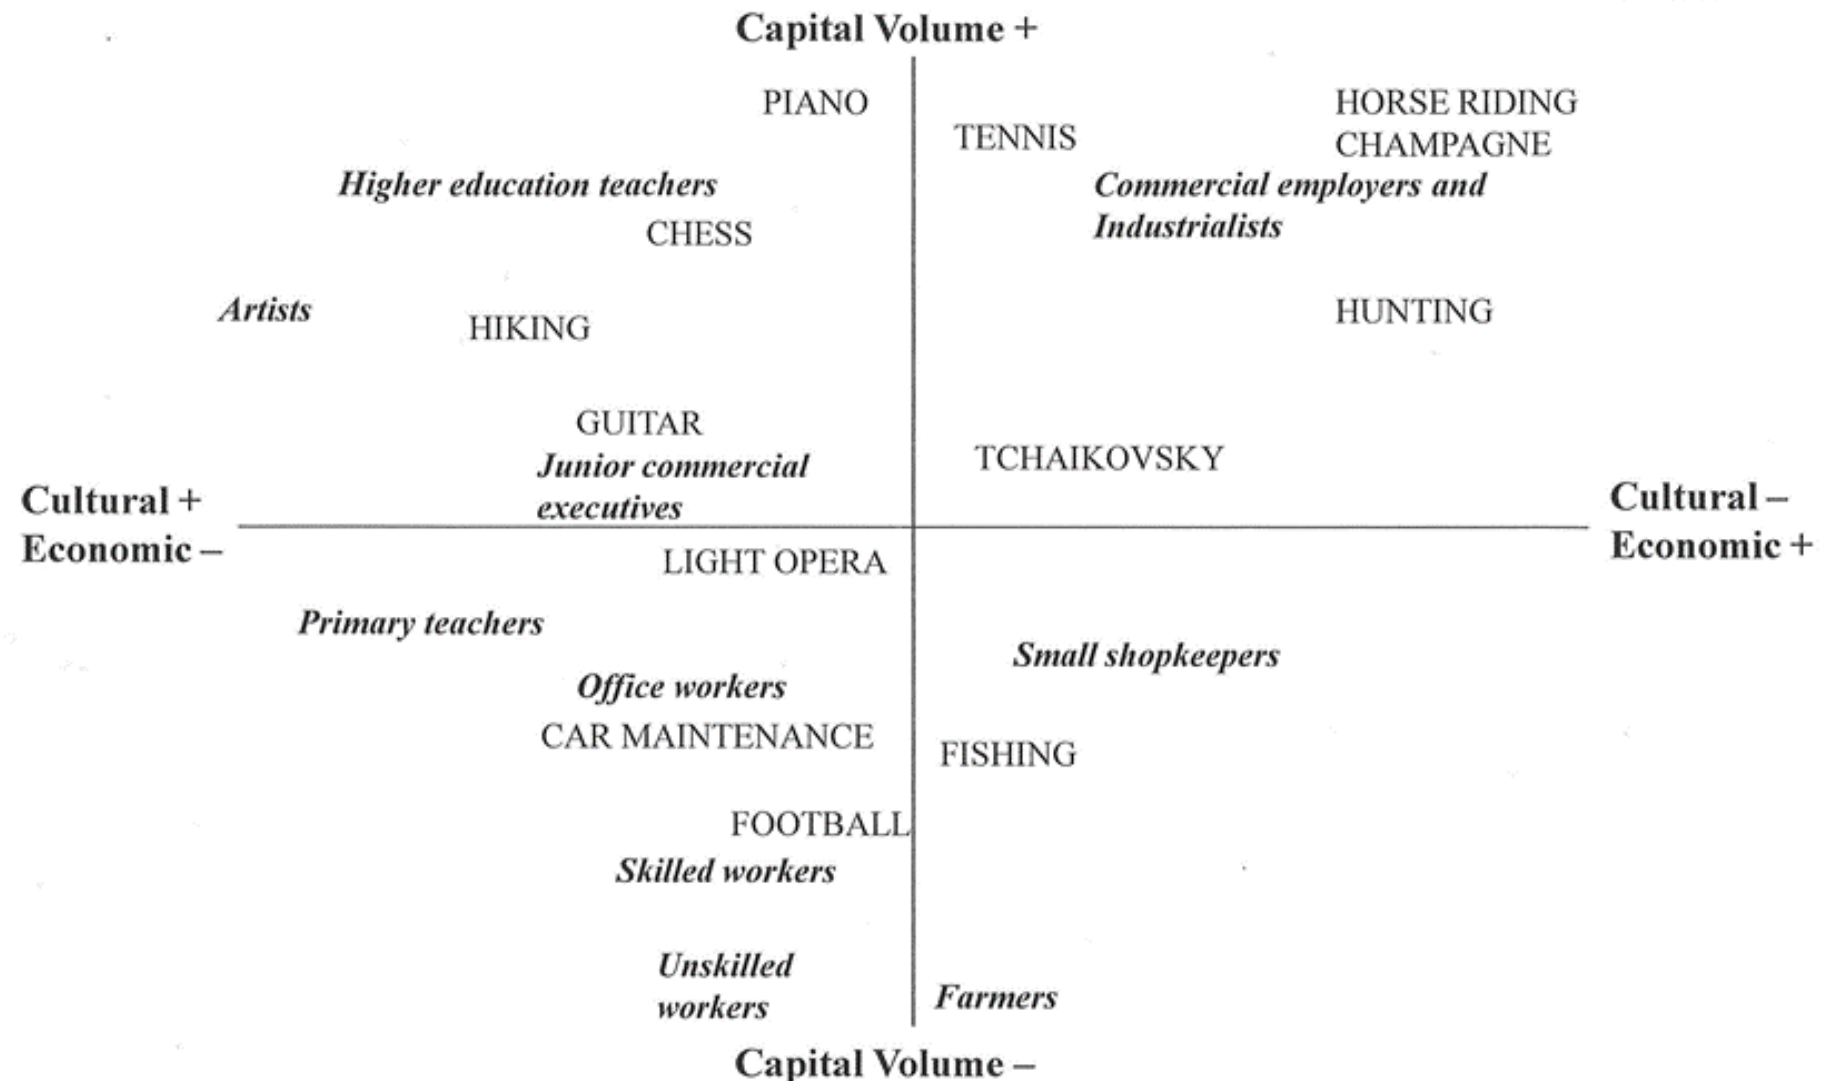 Capital Volume +
PIANO
HORSE RIDING
TENNIS
CHAMPAGNE
Higher education teachers
Commercial employers and
Industrialists
CHESS
Artists
HIKING
HUNTING
GUITAR
Junior commercial
executives
TCHAIKOVSKY
Cultural +
Economic –
Cultural –
Economic +
LIGHT OPERA
Primary teachers
Small shopkeepers
Office workers
CAR MAINTENANCE
FISHING
FOOTBALL
Skilled workers
Unskilled
workers
Farmers
Capital Volume –